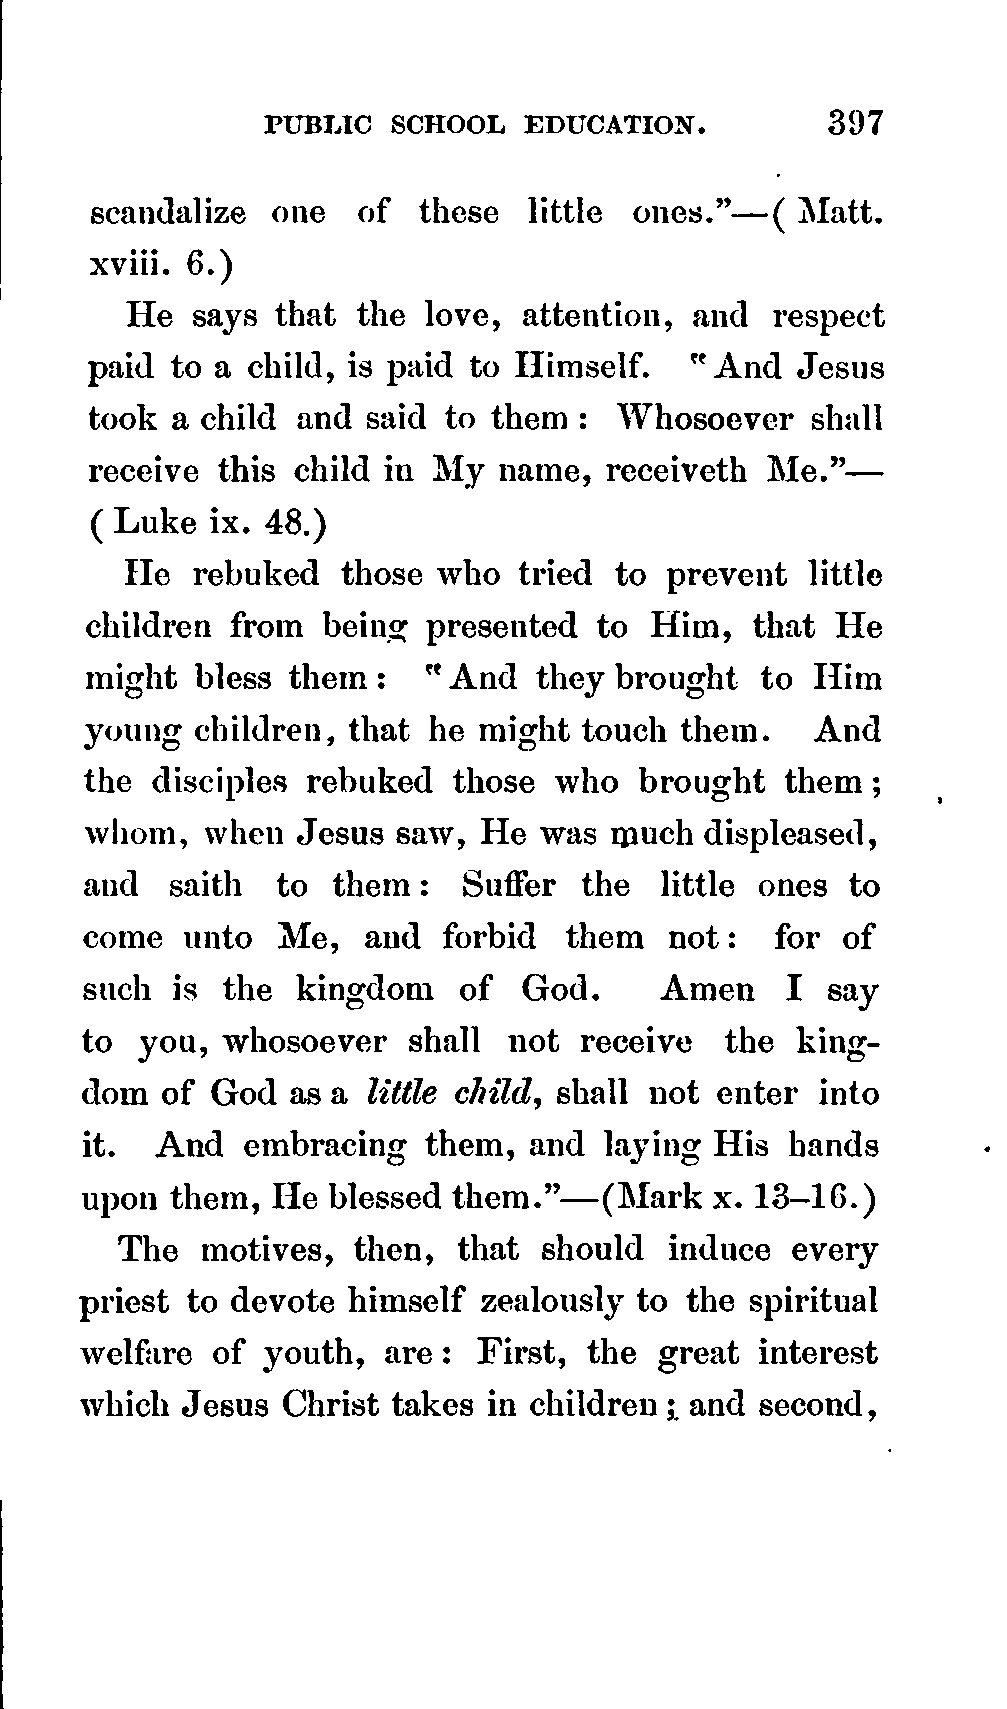 PUBLIC SCHOOL EDUCATION. 397
scandalize one of these little ones."—( Matt.
xviii. 6.)
He says that the love, attention, and respect
paid to a child, is paid to Himself. "And Jesus
took a child and said to them : Whosoever shall
receive this child in My name, receiveth Me."—
( Luke ix. 48.)
He rebuked those who tried to prevent little
children from being presented to Him, that He
might bless them : "And they brought to Him
young children, that he might touch them. And
the disciples rebuked those who brought them ;
whom, when Jesus saw, He was much displeased,
and saith to them : Suffer the little ones to
come unto Me, and forbid them not : for of
such is the kingdom of God. Amen I say
to you, whosoever shall not receive the king-
dom of God as a little child, shall not enter into
it. And embracing them, and laying His hands
upon them, He blessed them."—(Mark x. 13–16.)
The motives, then, that should induce every
priest to devote himself zealously to the spiritual
welfare of youth, are : First, the great interest
which Jesus Christ takes in children ; and second,